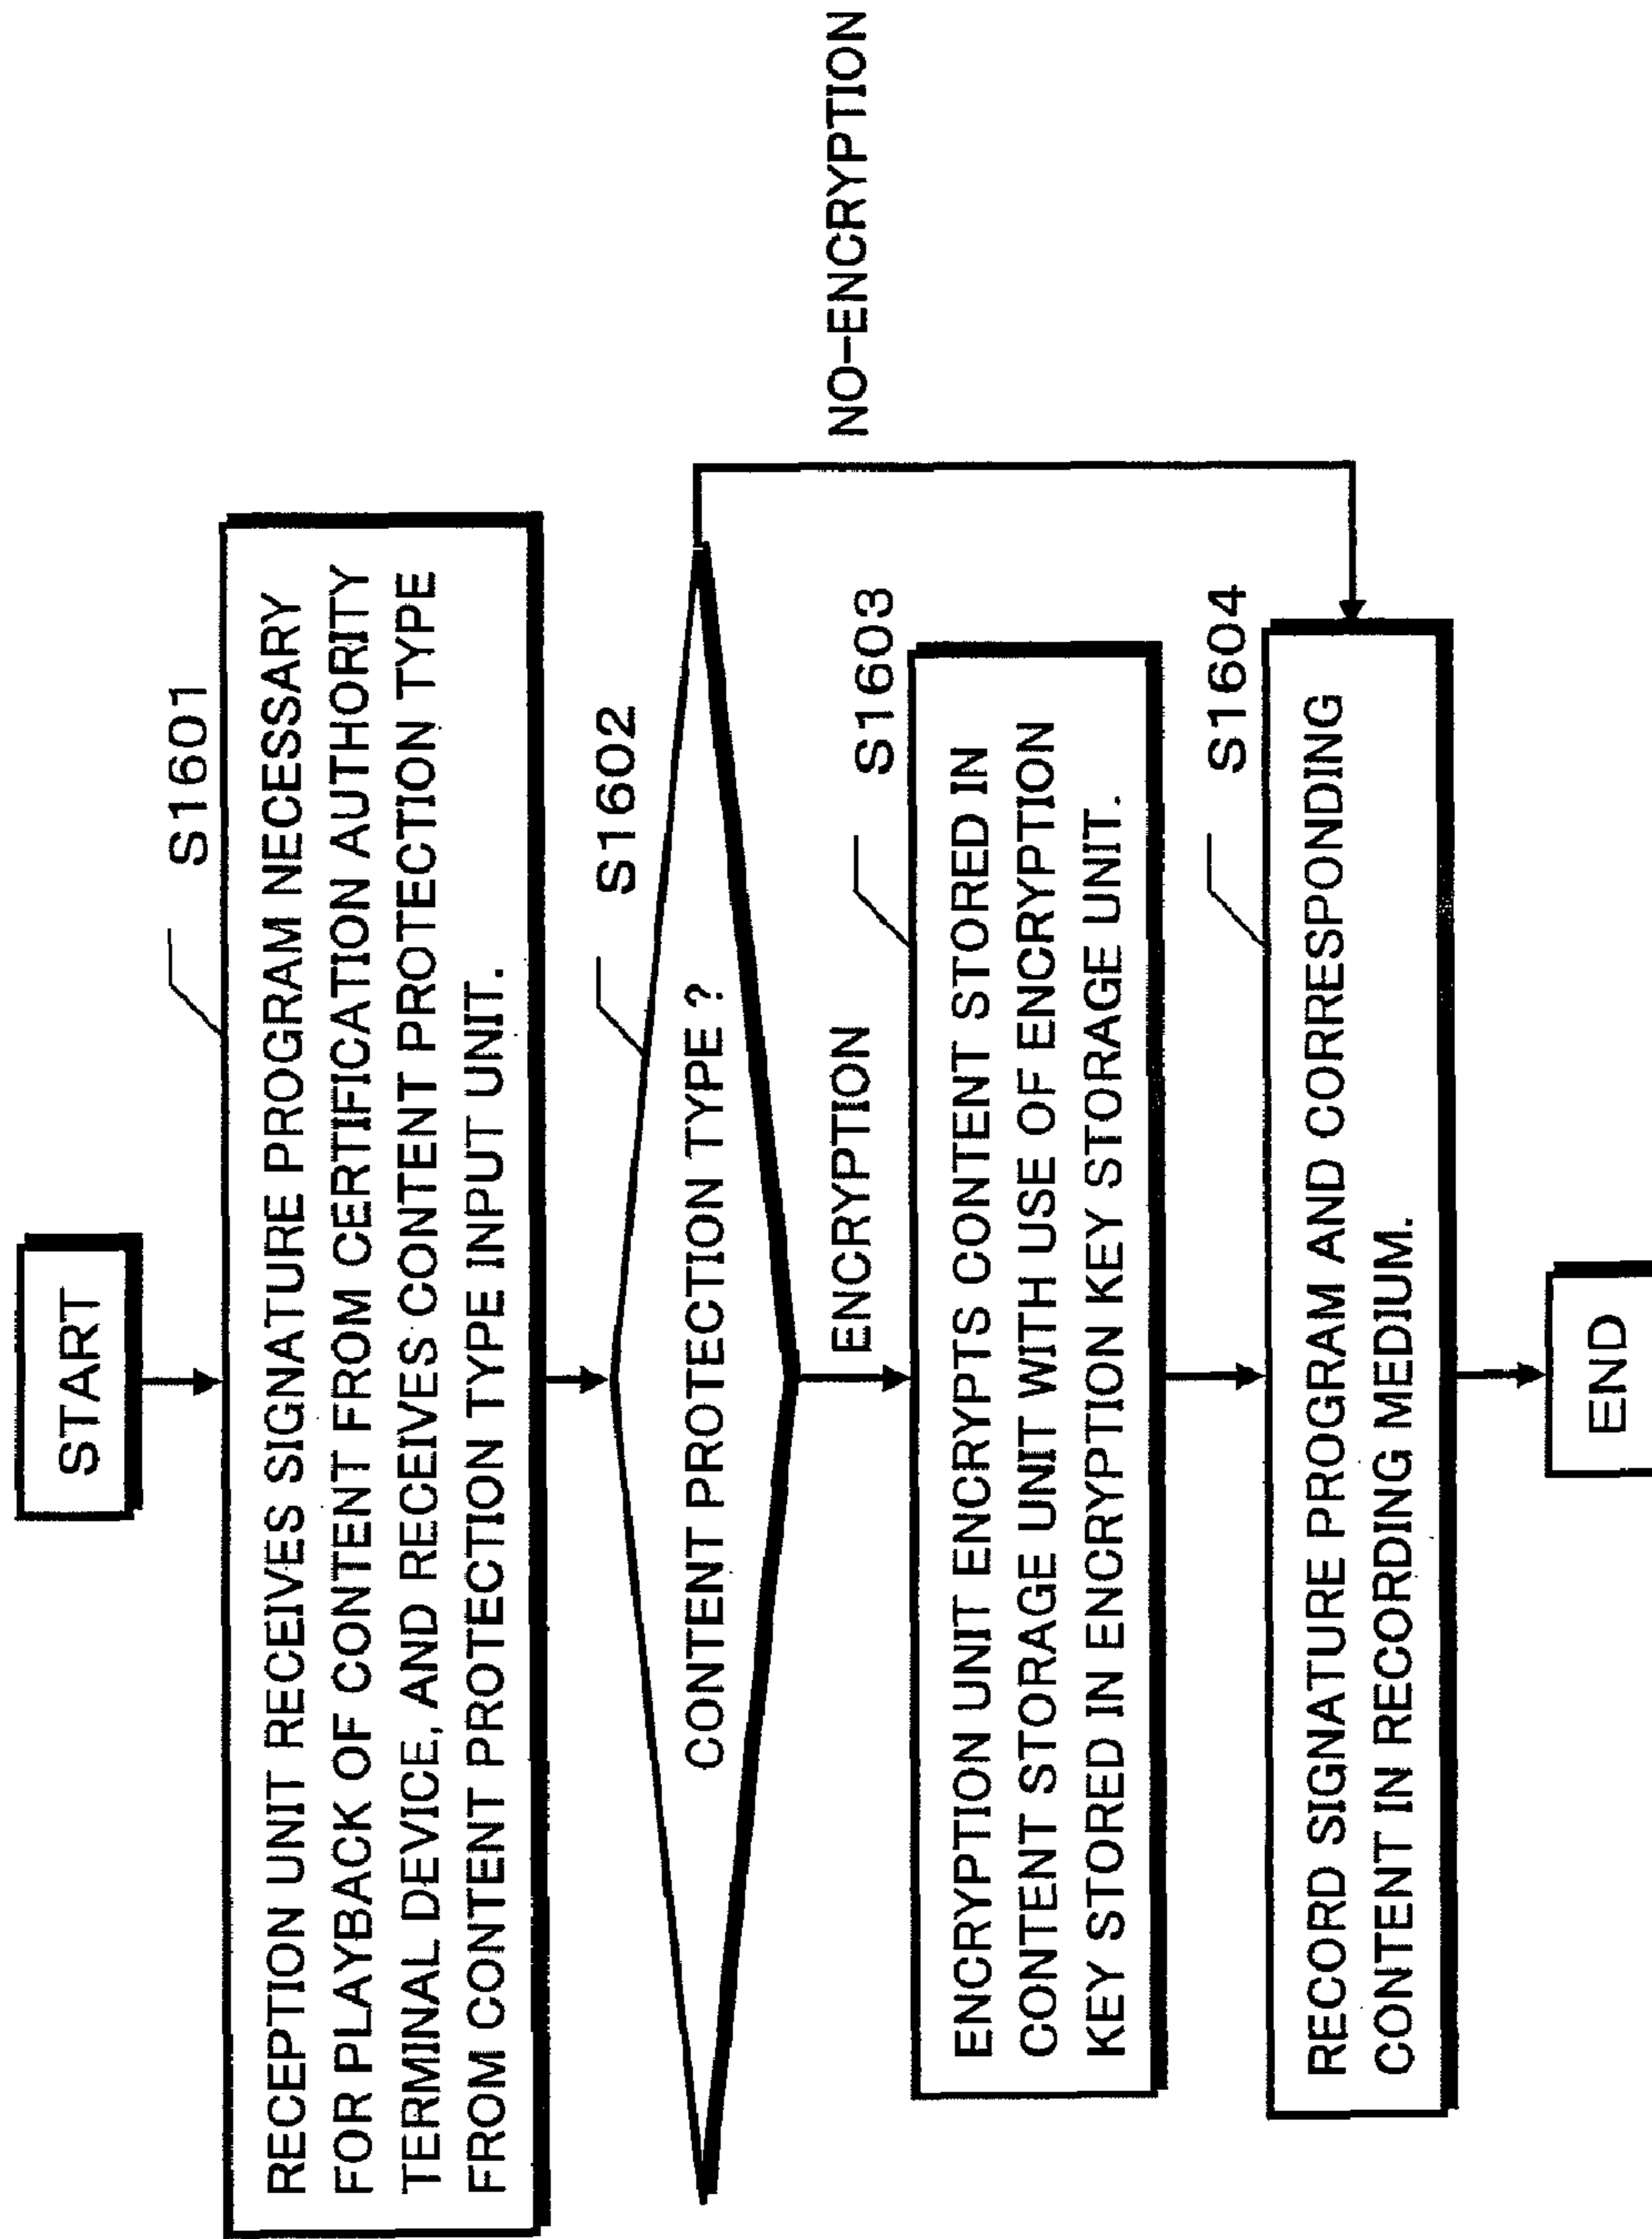 START
S1601
RECEPTION UNIT RECEIVES SIGNATURE PROGRAM NECESSARY
FOR PLAYBACK OF CONTENT FROM CERTIFICATION AUTHORITY
TERMINAL DEVICE, AND RECEIVES CONTENT PROTECTION TYPE
FROM CONTENT PROTECTION TYPE INPUT UNIT.
S1602
CONTENT PROTECTION TYPE ?
NO-ENCRYPTION
ENCRYPTION
S1603
ENCRYPTION UNIT ENCRYPTS CONTENT STORED IN
CONTENT STORAGE UNIT WITH USE OF ENCRYPTION
KEY STORED IN ENCRYPTION KEY STORAGE UNIT.
S1604
RECORD SIGNATURE PROGRAM AND CORRESPONDING
CONTENT IN RECORDING MEDIUM.
END